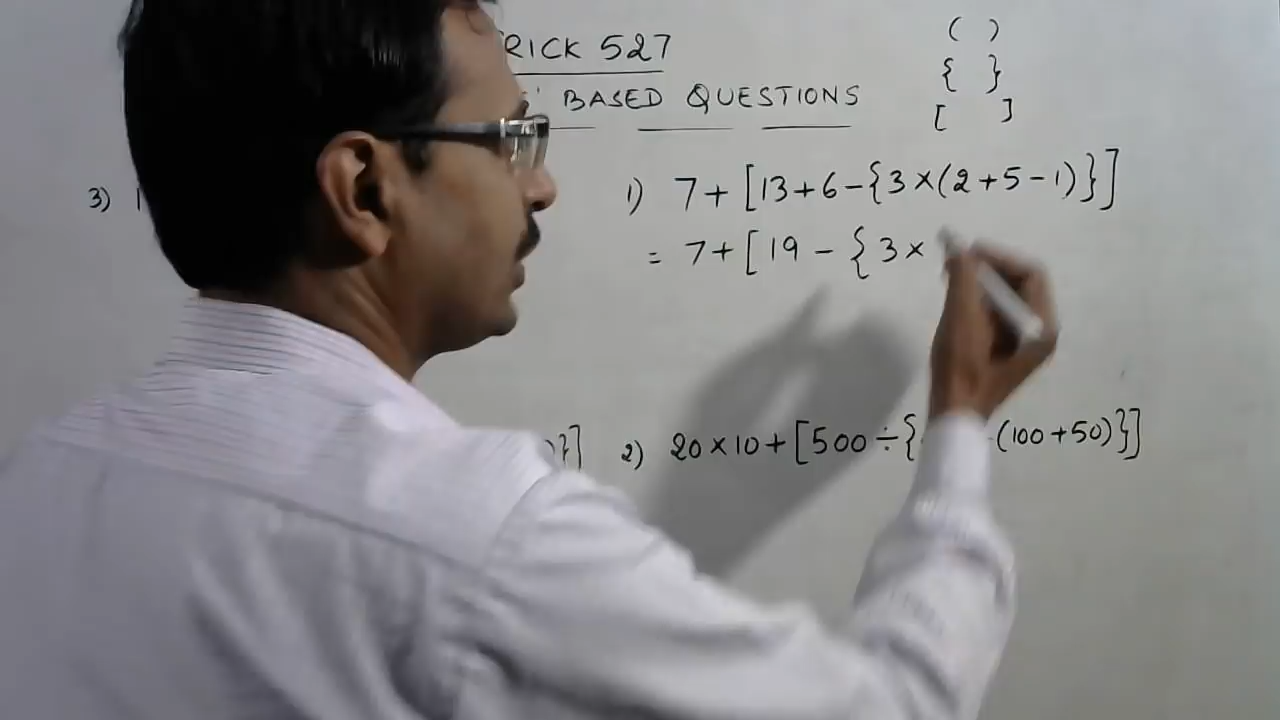 RICK 527
BASED QUESTIONS
( )
{ }
[ ]
3) 1
1) 7+[13+6-{3×(2+5-1)}]
= 7+[19-{3×
)}]
2) 20×10+[500÷{ (100+50)}]